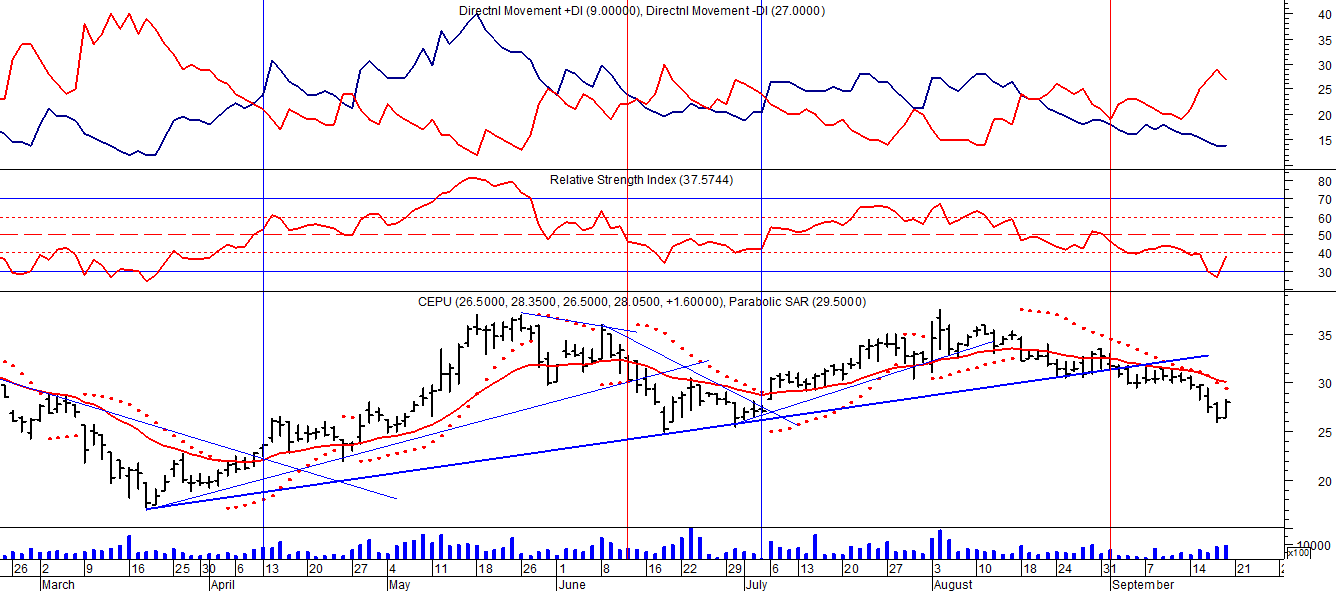 Directnl Movement +DI (9.00000), Directnl Movement -DI (27.0000)
40
35
30
25
20
15
Relative Strength Index (37.5744)
80
70
60
50
40
30
CEPU (26.5000, 28.3500, 26.5000, 28.0500, +1.60000), Parabolic SAR (29.5000)
35
30
25
20
10000
x100
26 2 9 16 25 30 6 13 20 27 4 11 18 26 1 8 16 22 29 6 13 20 27 3 10 18 24 31 7 14 21
March April May June July August September